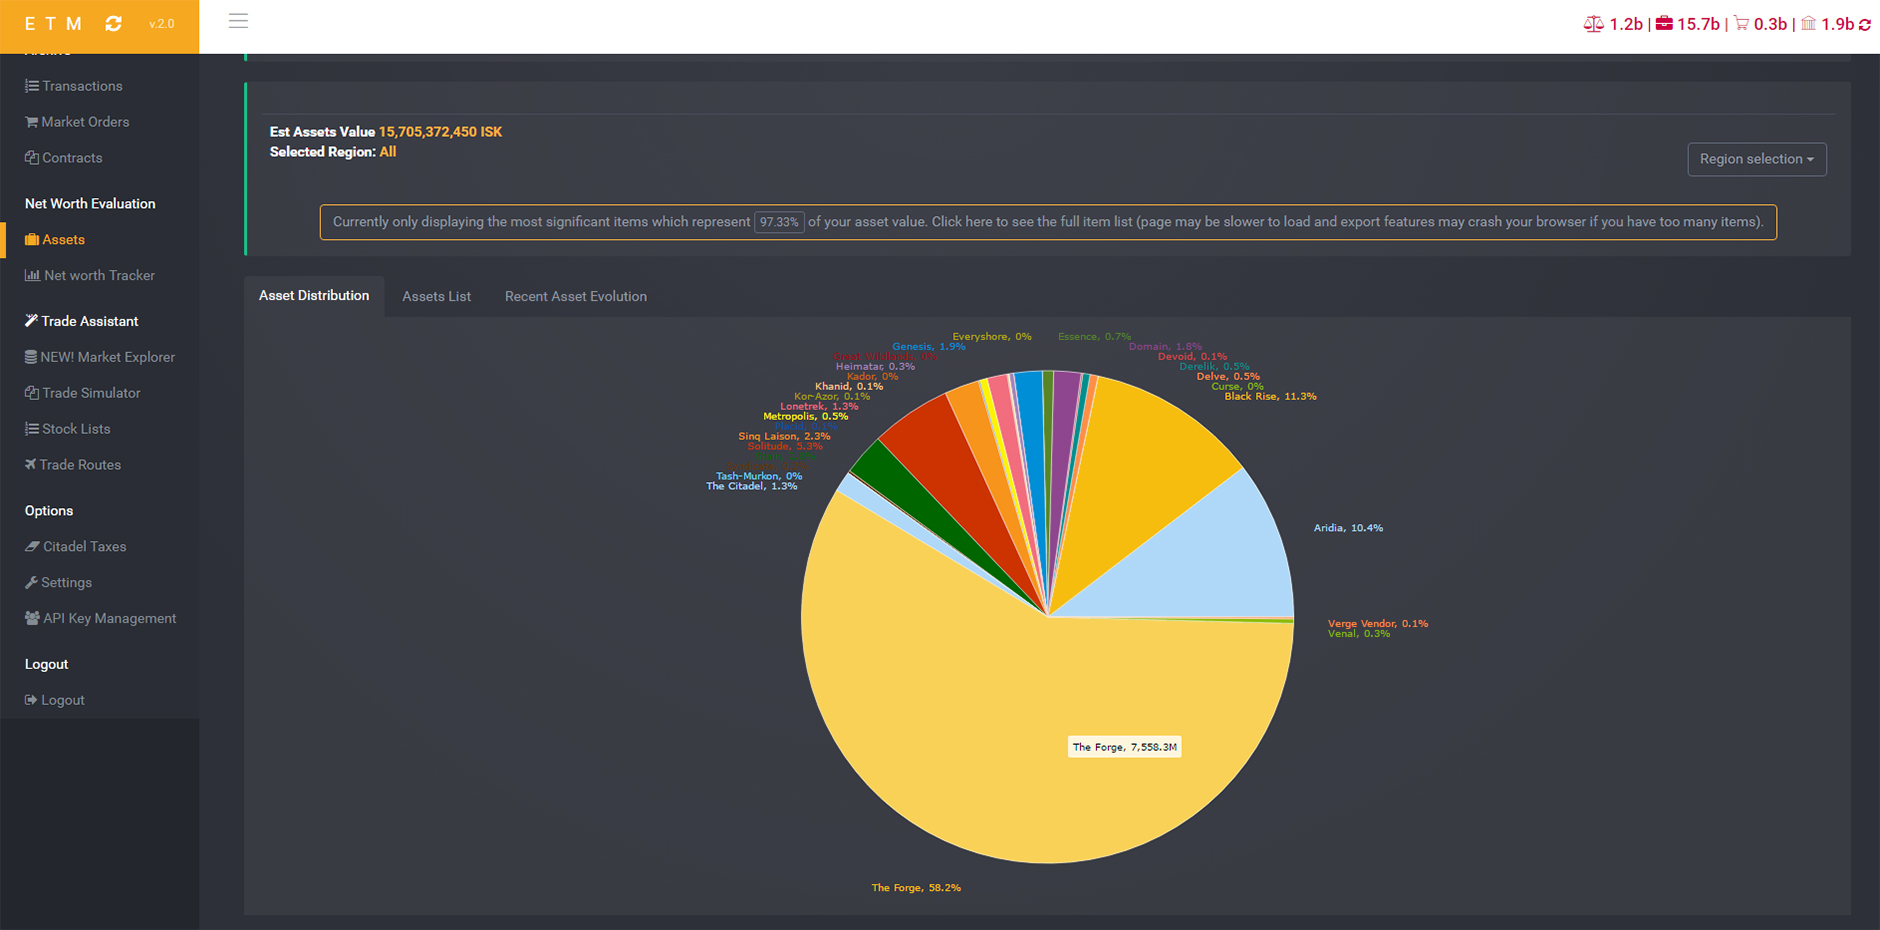 E T M v.2.0
1.2b | 15.7b | 0.3b | 1.9b
Transactions
Market Orders
Contracts
Net Worth Evaluation
Assets
Net worth Tracker
Trade Assistant
NEW! Market Explorer
Trade Simulator
Stock Lists
Trade Routes
Options
Citadel Taxes
Settings
API Key Management
Logout
Logout
Est Assets Value 15,705,372,450 ISK
Selected Region: All
Region selection
Currently only displaying the most significant items which represent 97.33% of your asset value. Click here to see the full item list (page may be slower to load and export features may crash your browser if you have too many items).
Asset Distribution Assets List Recent Asset Evolution
Everyshore, 0%
Genesis, 1.9%
Great Wildlands, 0%
Heimatar, 0.3%
Kador, 0%
Khanid, 0.1%
Kor-Azor, 0.1%
Lonetrek, 1.3%
Metropolis, 0.5%
Placid, 0.1%
Sinq Laison, 2.3%
Solitude, 5.3%
Tash-Murkon, 0%
The Citadel, 1.3%
Essence, 0.7%
Domain, 1.8%
Devoid, 0.1%
Derelik, 0.5%
Delve, 0.5%
Curse, 0%
Black Rise, 11.3%
Aridia, 10.4%
Verge Vendor, 0.1%
Venal, 0.3%
The Forge, 7,558.3M
The Forge, 58.2%